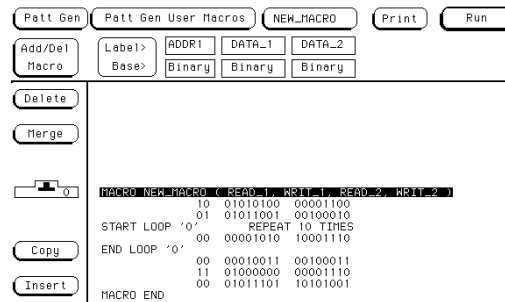 Patt Gen Patt Gen User Macros NEW_MACRO Print Run
Add/Del Macro
Label> ADDR1 DATA_1 DATA_2
Base> Binary Binary Binary
Delete
Merge
0
MACRO NEW_MACRO ( READ_1, WRIT_1, READ_2, WRIT_2 )
10 01010100 00001100
01 01011001 00100010
START LOOP '0' REPEAT 10 TIMES
00 00001010 10001110
END LOOP '0'
00 00010011 00100011
11 01000000 00001110
00 01011101 10101001
MACRO END
Copy
Insert